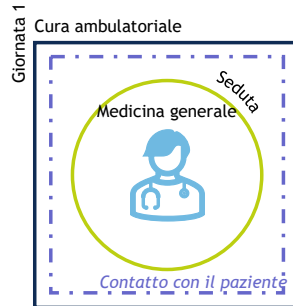 Giornata 1
Cura ambulatoriale
Seduta
Medicina generale
Contatto con il paziente